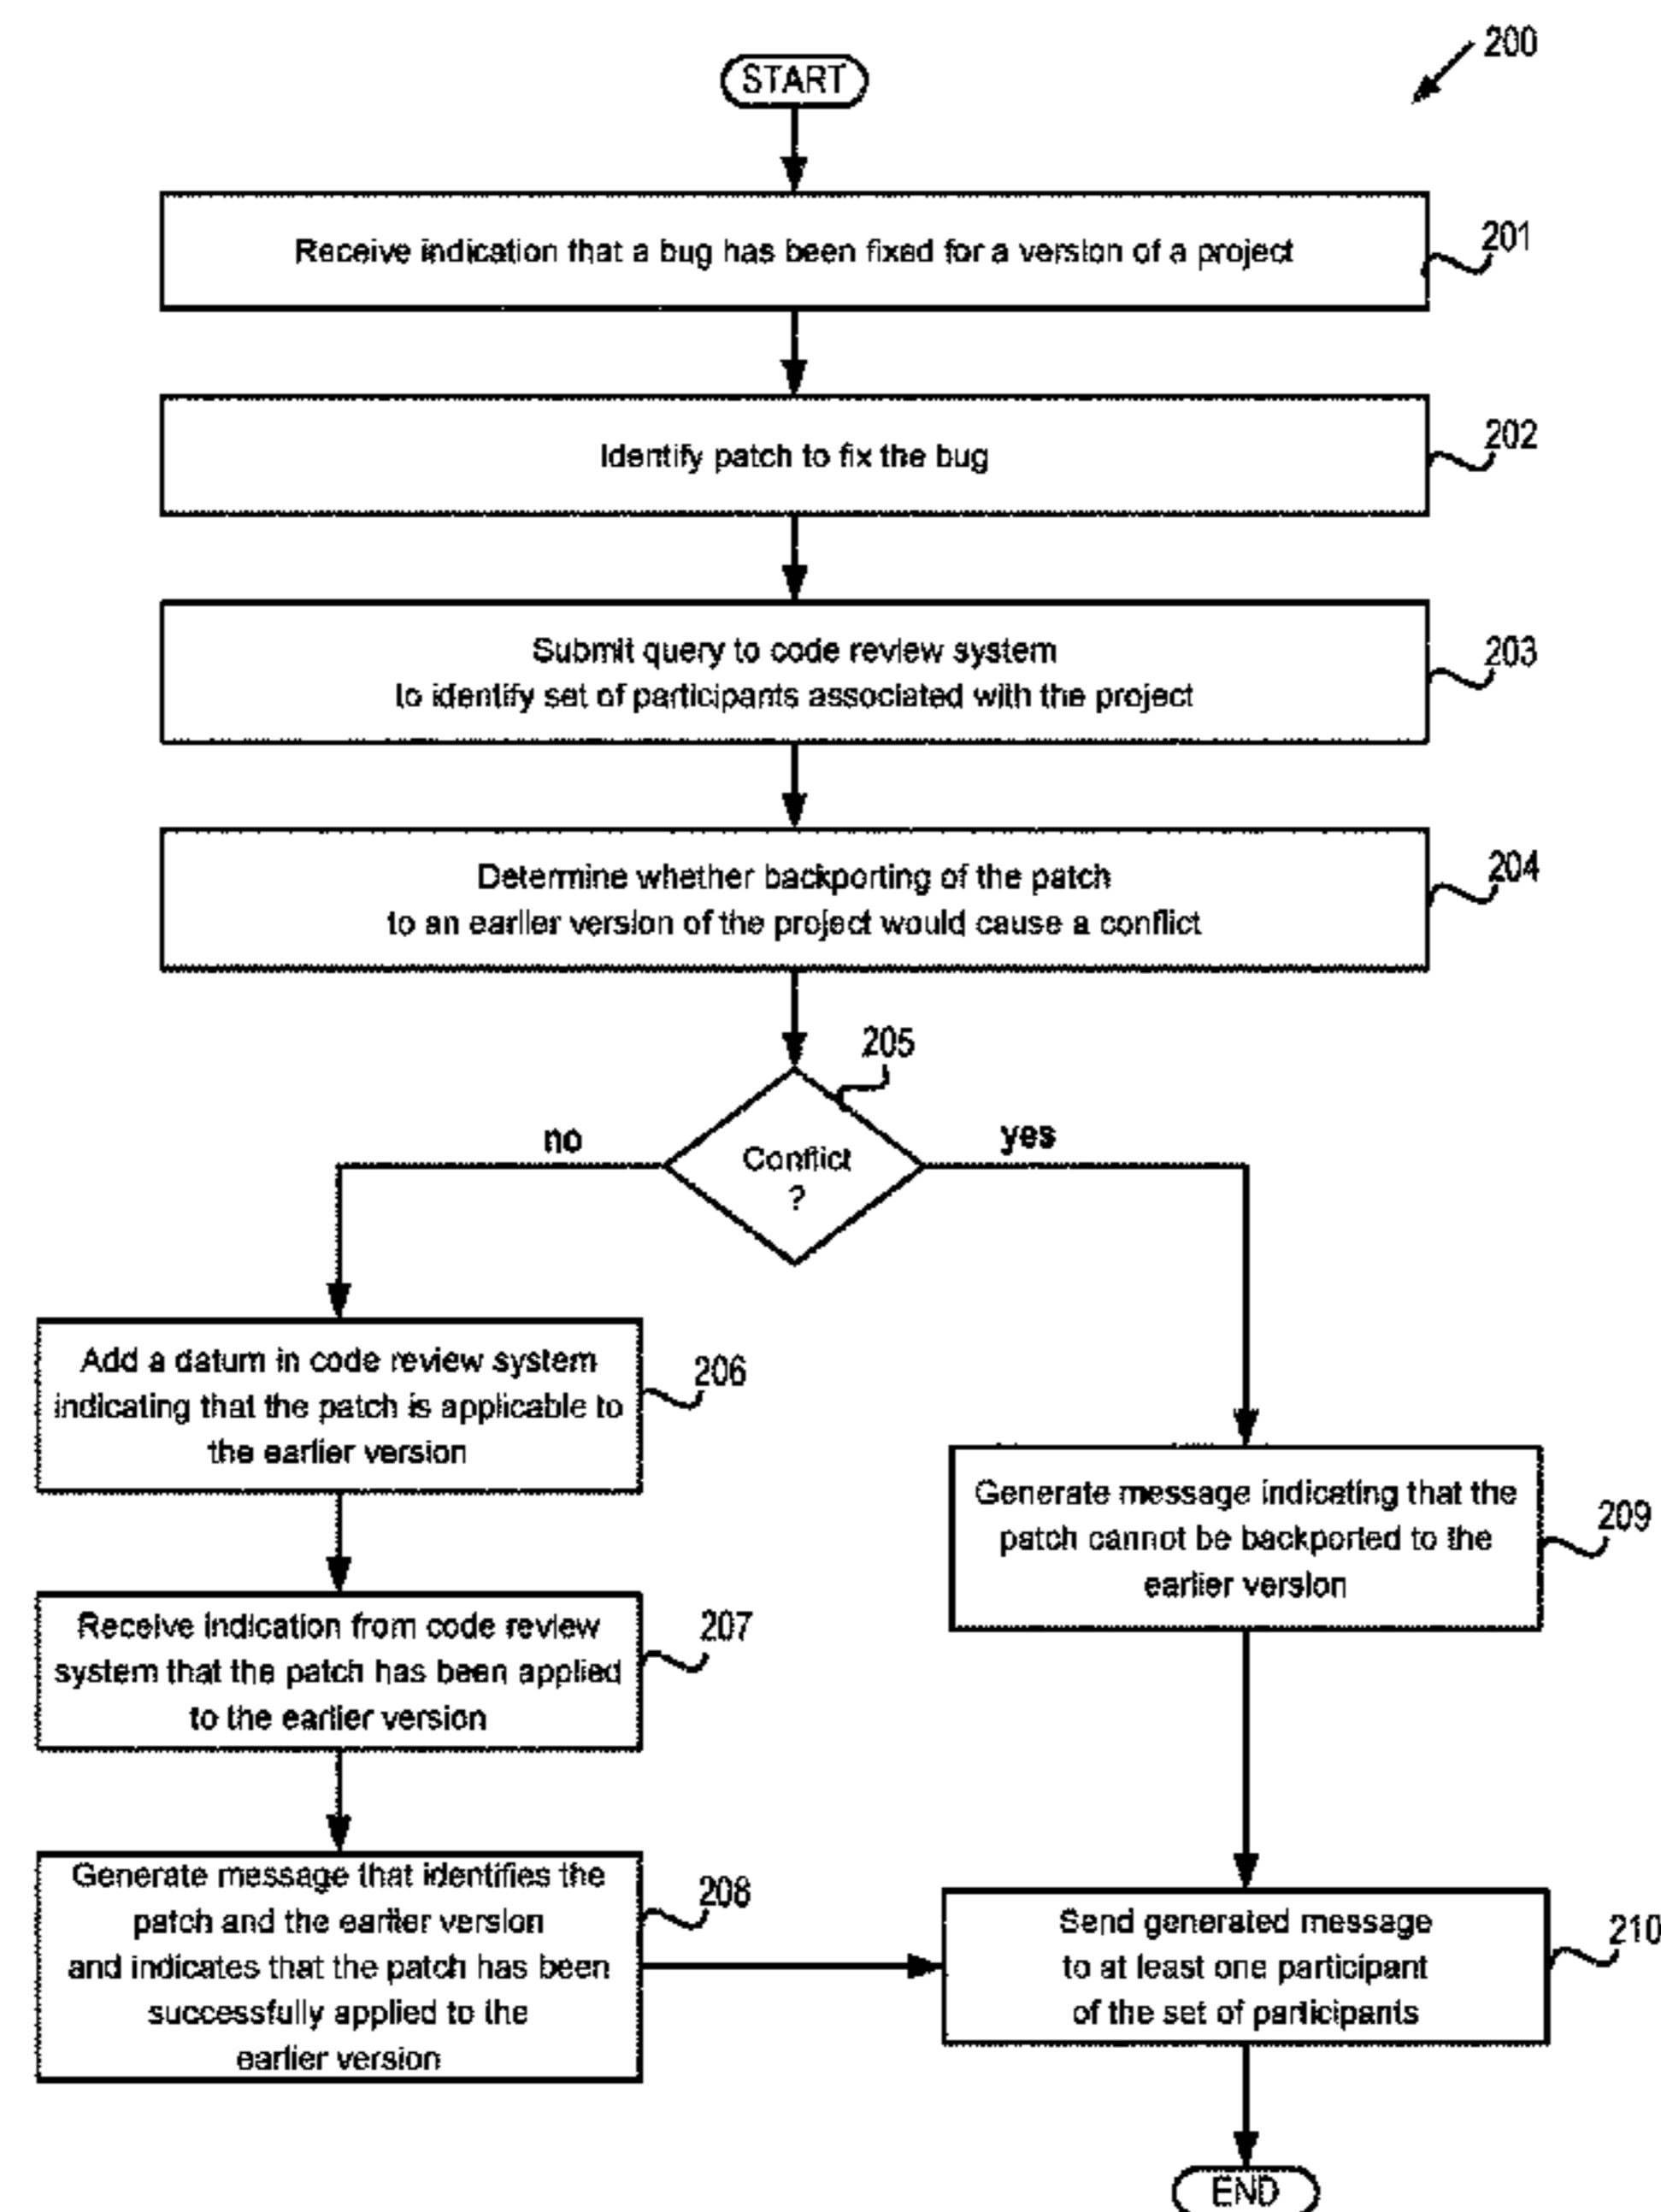 200
START
Receive indication that a bug has been fixed for a version of a project
201
Identify patch to fix the bug
202
Submit query to code review system
to identify set of participants associated with the project
203
Determine whether backporting of the patch
to an earlier version of the project would cause a conflict
204
205
no
Conflict
?
yes
Add a datum in code review system
indicating that the patch is applicable to
the earlier version
206
Generate message indicating that the
patch cannot be backported to the
earlier version
209
Receive indication from code review
system that the patch has been applied
to the earlier version
207
Generate message that identifies the
patch and the earlier version
and indicates that the patch has been
successfully applied to the
earlier version
208
Send generated message
to at least one participant
of the set of participants
210
END